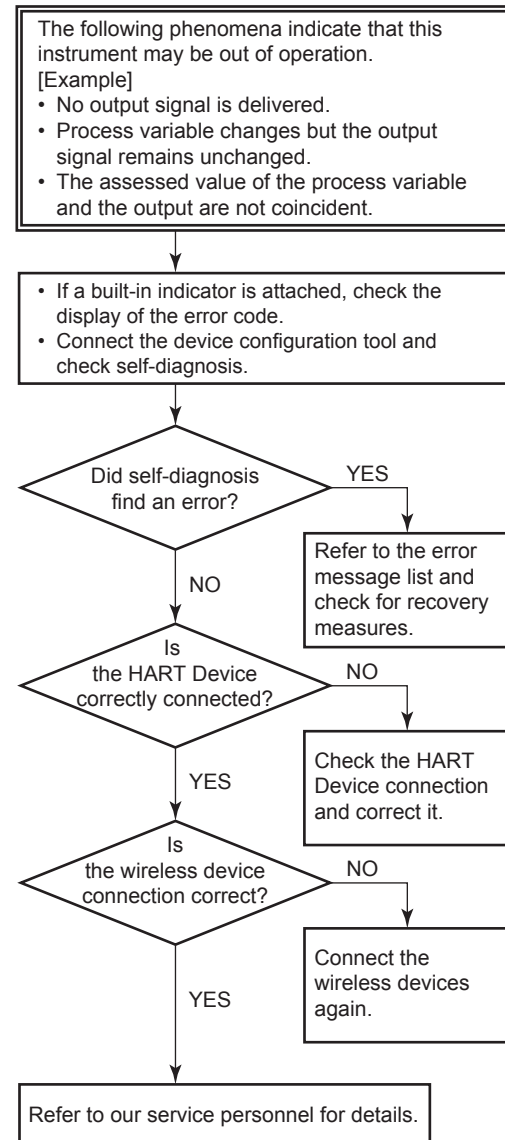 The following phenomena indicate that this
instrument may be out of operation.
[Example]
• No output signal is delivered.
• Process variable changes but the output
signal remains unchanged.
• The assessed value of the process variable
and the output are not coincident.
• If a built-in indicator is attached, check the
display of the error code.
• Connect the device configuration tool and
check self-diagnosis.
Did self-diagnosis
find an error?
YES
Refer to the error
message list and
check for recovery
measures.
NO
Is
the HART Device
correctly connected?
NO
Check the HART
Device connection
and correct it.
YES
Is
the wireless device
connection correct?
NO
Connect the
wireless devices
again.
YES
Refer to our service personnel for details.